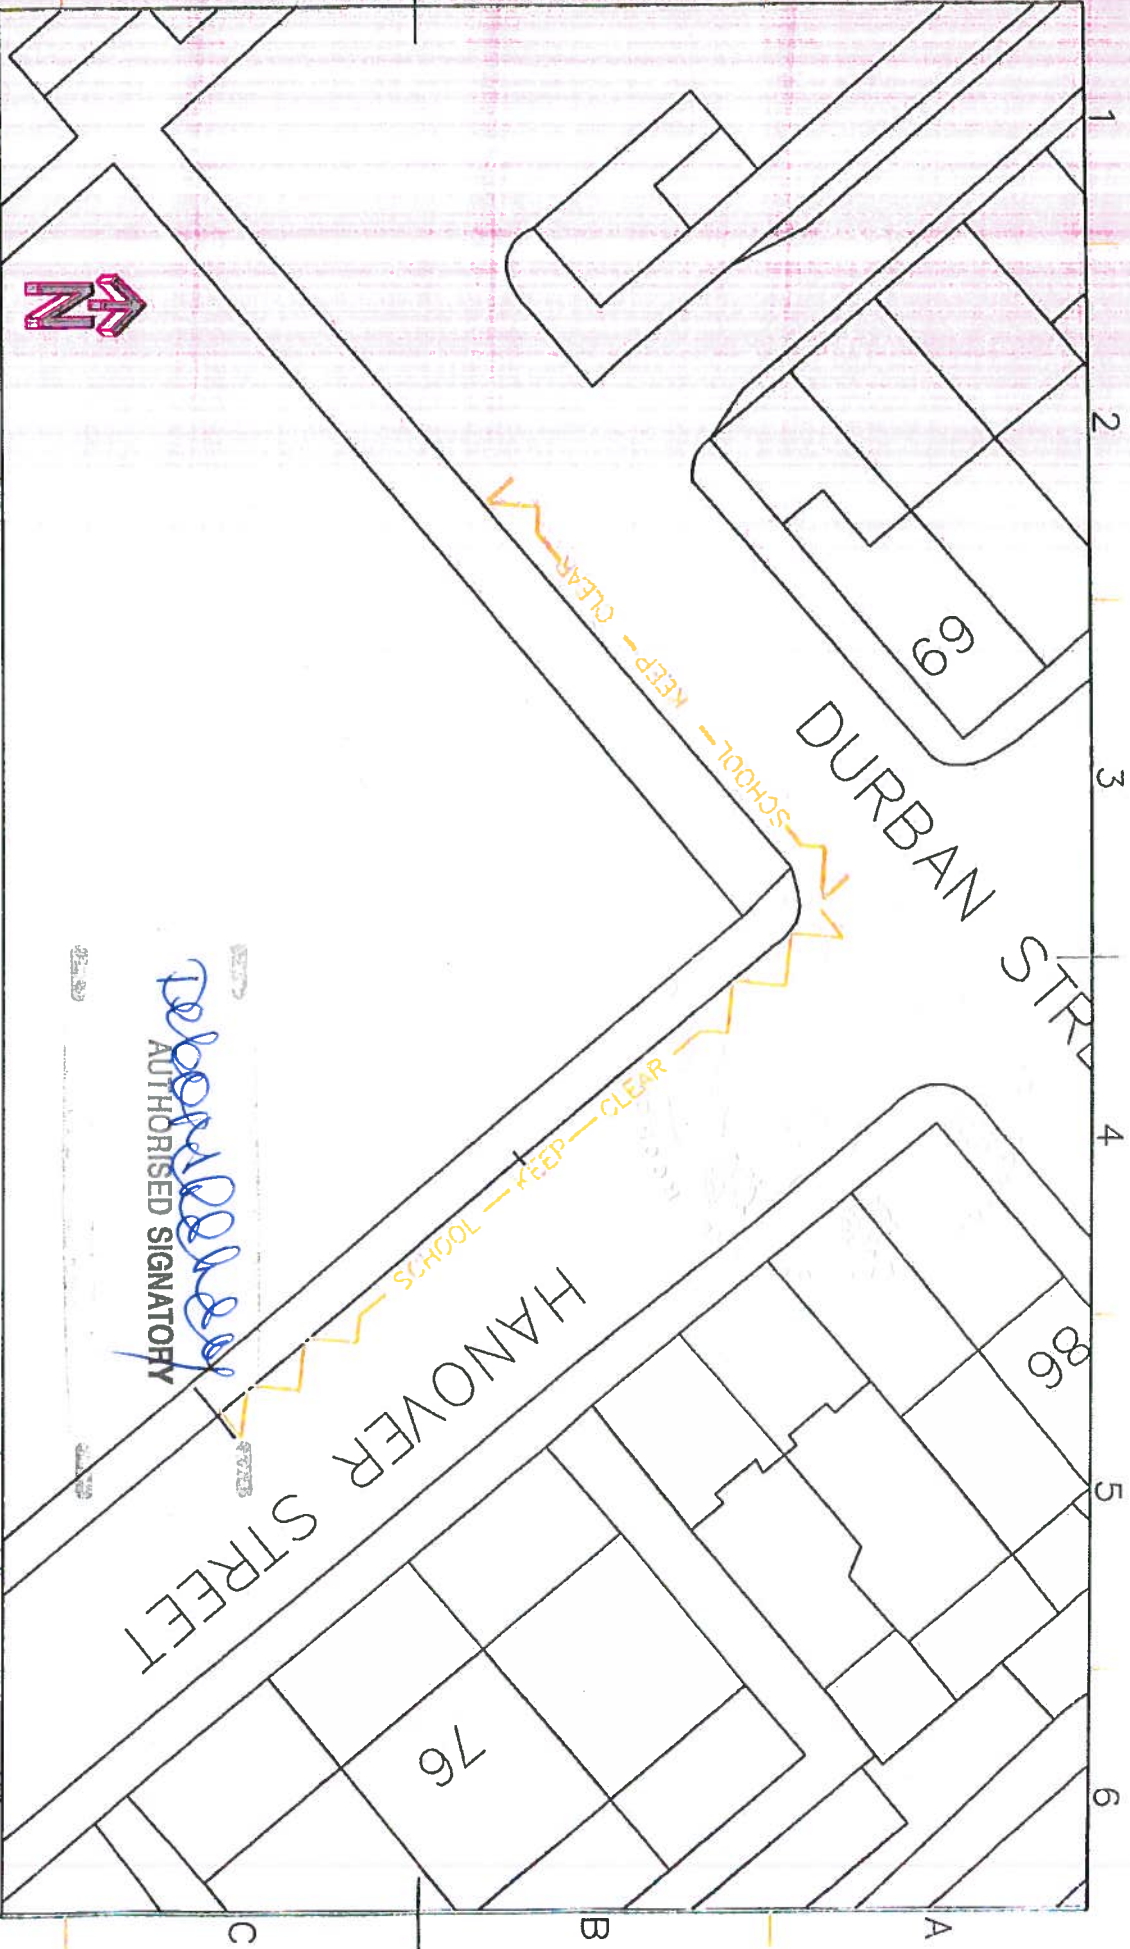 1
2
3
4
5
6
A
B
C
N
69
DURBAN STRE
SCHOOL — KEEP — CLEAR
SCHOOL — KEEP — CLEAR
HANOVER STREET
86
76
AUTHORISED SIGNATORY